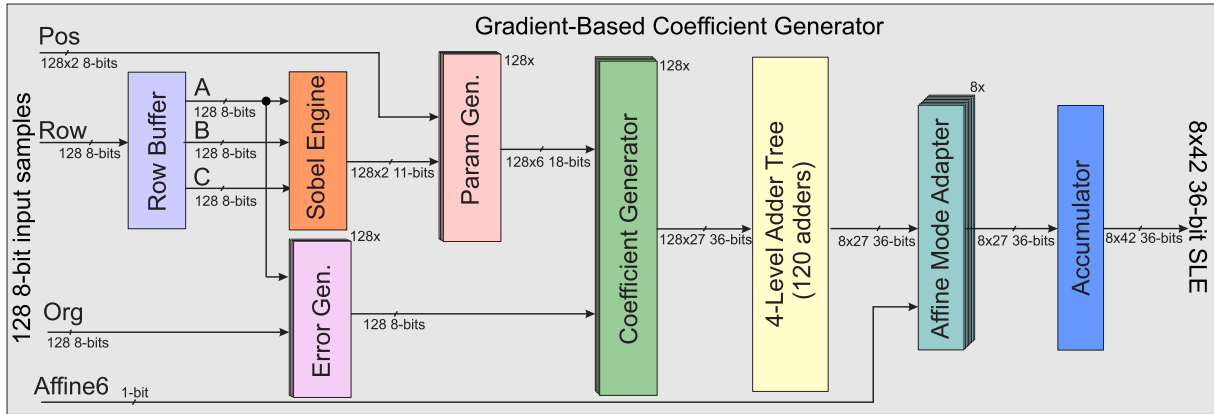 Gradient-Based Coefficient Generator
128 8-bit input samples
Pos
128x2 8-bits
Row
128 8-bits
Row Buffer
A
128 8-bits
B
128 8-bits
C
128 8-bits
Sobel Engine
128x2 11-bits
128x
Param Gen.
128x6 18-bits
128x
Error Gen.
Org
128 8-bits
128 8-bits
Affine6
1-bit
128x
Coefficient Generator
128x27 36-bits
4-Level Adder Tree
(120 adders)
8x27 36-bits
8x
Affine Mode Adapter
8x27 36-bits
Accumulator
8x42 36-bits
8x42 36-bit SLE